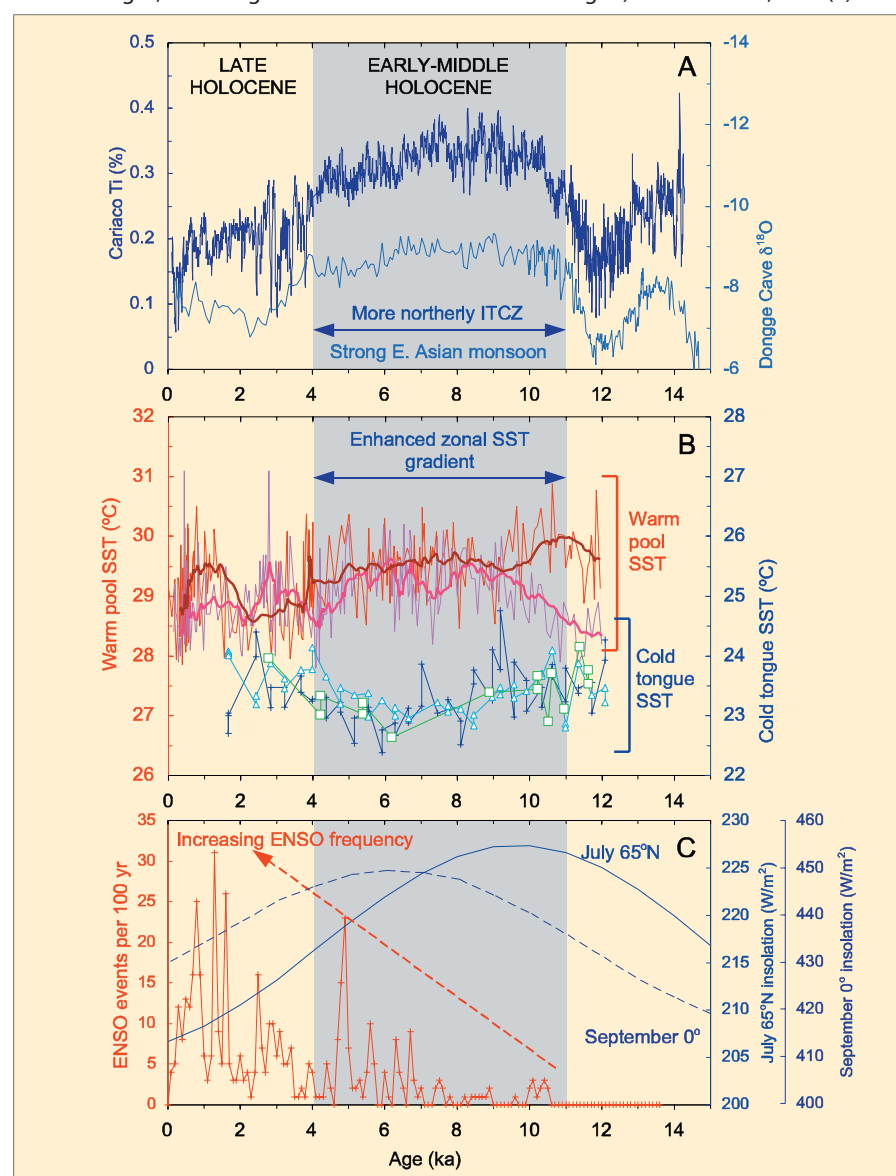 LATE
HOLOCENE
EARLY-MIDDLE
HOLOCENE
A
0.5
0.4
0.3
0.2
0.1
0
Cariaco Ti (%)
-14
-12
-10
-8
-6
Dongge Cave δ18O
More northerly ITCZ
Strong E. Asian monsoon
0 2 4 6 8 10 12 14
B
32
31
30
29
28
27
26
Warm pool SST (ºC)
28
27
26
25
24
23
22
Cold tongue SST (ºC)
Enhanced zonal SST
gradient
Warm
pool
SST
Cold
tongue
SST
0 2 4 6 8 10 12 14
C
35
30
25
20
15
10
5
0
ENSO events per 100 yr
Increasing ENSO frequency
July 65ºN
September 0º
230
225
220
215
210
205
200
July 65ºN insolation (W/m²)
460
450
440
430
420
410
400
September 0º insolation (W/m²)
0 2 4 6 8 10 12 14
Age (ka)